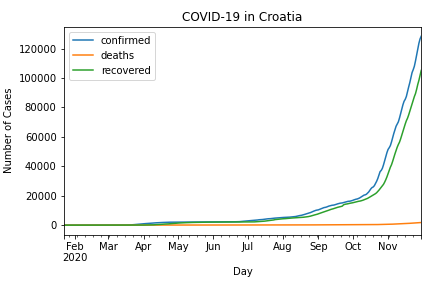 COVID-19 in Croatia
confirmed
deaths
recovered
Number of Cases
120000
100000
80000
60000
40000
20000
0
Feb Mar Apr May Jun Jul Aug Sep Oct Nov
2020
Day